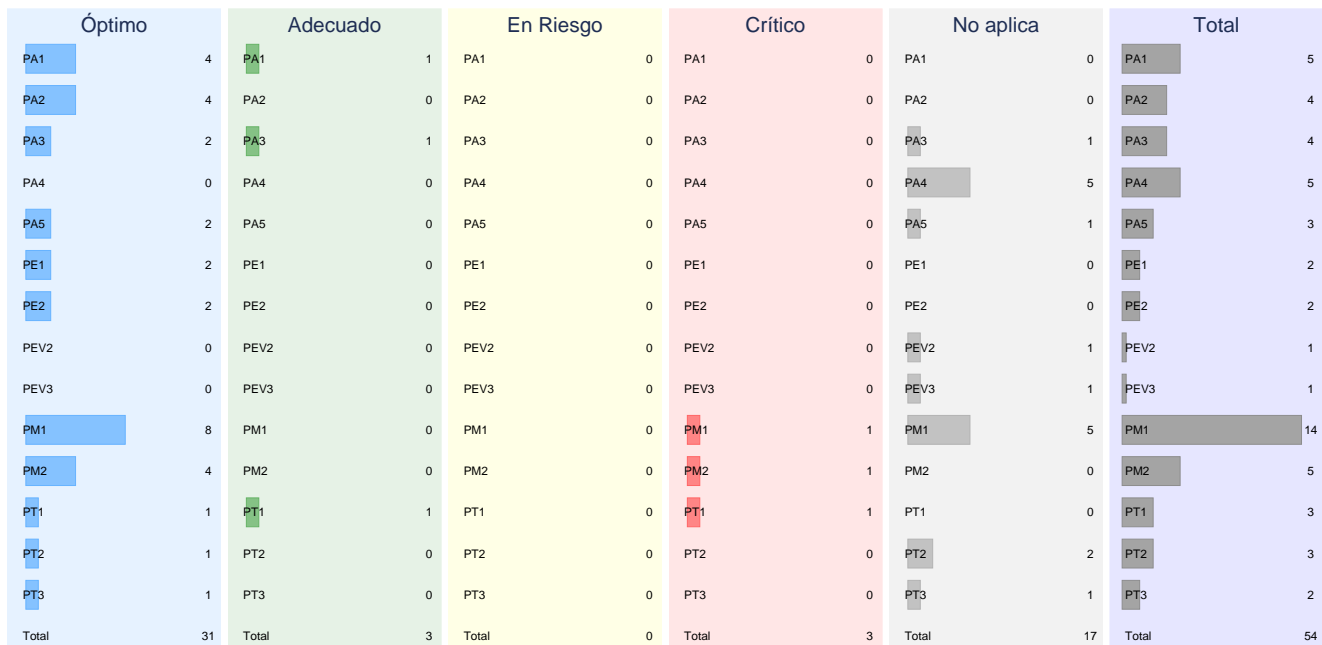 Óptimo Adecuado En Riesgo Crítico No aplica Total
PA1 4 PA1 1 PA1 0 PA1 0 PA1 0 PA1 5
PA2 4 PA2 0 PA2 0 PA2 0 PA2 0 PA2 4
PA3 2 PA3 1 PA3 0 PA3 0 PA3 1 PA3 4
PA4 0 PA4 0 PA4 0 PA4 0 PA4 5 PA4 5
PA5 2 PA5 0 PA5 0 PA5 0 PA5 1 PA5 3
PE1 2 PE1 0 PE1 0 PE1 0 PE1 0 PE1 2
PE2 2 PE2 0 PE2 0 PE2 0 PE2 0 PE2 2
PEV2 0 PEV2 0 PEV2 0 PEV2 0 PEV2 1 PEV2 1
PEV3 0 PEV3 0 PEV3 0 PEV3 0 PEV3 1 PEV3 1
PM1 8 PM1 0 PM1 0 PM1 1 PM1 5 PM1 14
PM2 4 PM2 0 PM2 0 PM2 1 PM2 0 PM2 5
PT1 1 PT1 1 PT1 0 PT1 1 PT1 0 PT1 3
PT2 1 PT2 0 PT2 0 PT2 0 PT2 2 PT2 3
PT3 1 PT3 0 PT3 0 PT3 0 PT3 1 PT3 2
Total 31 Total 3 Total 0 Total 3 Total 17 Total 54